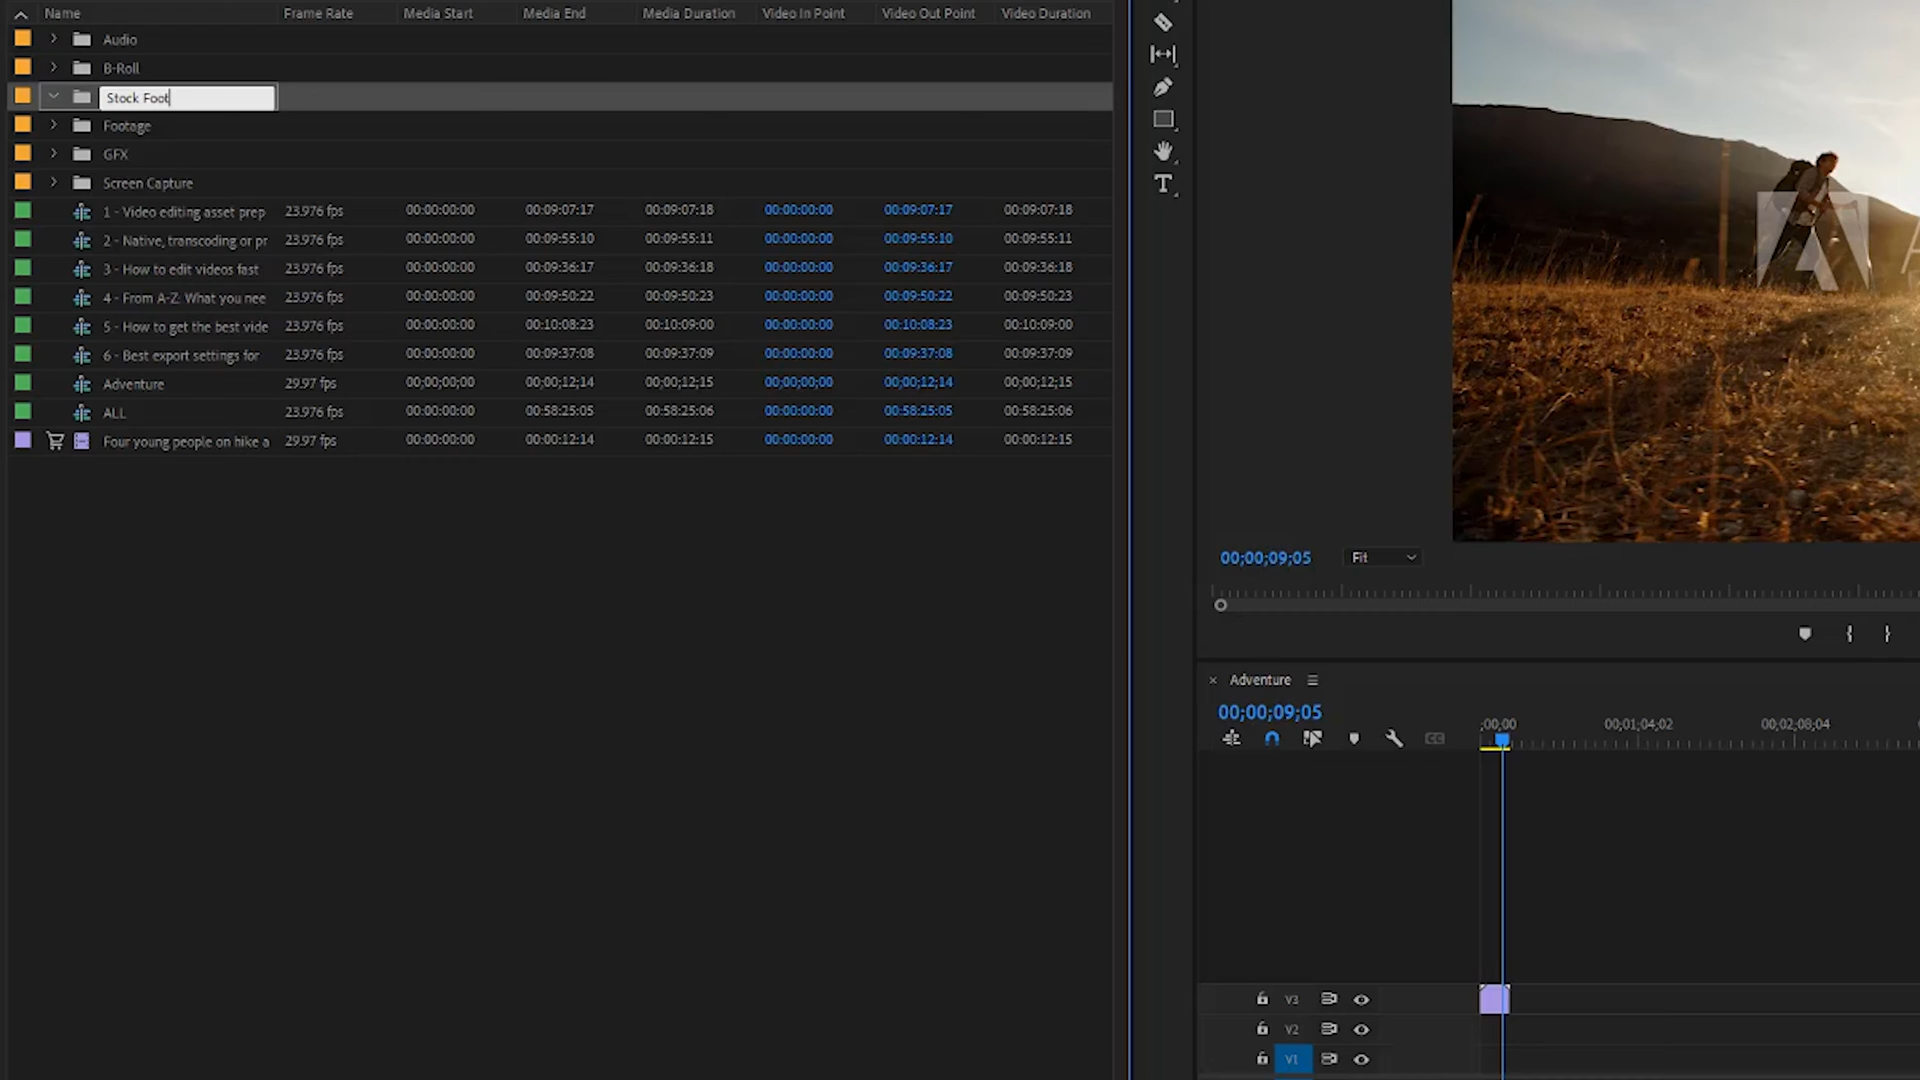 Name Frame Rate Media Start Media End Media Duration Video In Point Video Out Point Video Duration
Audio
B-Roll
Stock Foot
Footage
GFX
Screen Capture
1 - Video editing asset prep 23.976 fps 00:00:00:00 00:09:07:17 00:09:07:18 00:00:00:00 00:09:07:17 00:09:07:18
2 - Native, transcoding or pr 23.976 fps 00:00:00:00 00:09:55:10 00:09:55:11 00:00:00:00 00:09:55:10 00:09:55:11
3 - How to edit videos fast 23.976 fps 00:00:00:00 00:09:36:17 00:09:36:18 00:00:00:00 00:09:36:17 00:09:36:18
4 - From A-Z: What you nee 23.976 fps 00:00:00:00 00:09:50:22 00:09:50:23 00:00:00:00 00:09:50:22 00:09:50:23
5 - How to get the best vide 23.976 fps 00:00:00:00 00:10:08:23 00:10:09:00 00:00:00:00 00:10:08:23 00:10:09:00
6 - Best export settings for 23.976 fps 00:00:00:00 00:09:37:08 00:09:37:09 00:00:00:00 00:09:37:08 00:09:37:09
Adventure 29.97 fps 00;00;00;00 00;00;12;14 00;00;12;15 00;00;00;00 00;00;12;14 00;00;12;15
ALL 23.976 fps 00:00:00:00 00:58:25:05 00:58:25:06 00:00:00:00 00:58:25:05 00:58:25:06
Four young people on hike a 29.97 fps 00:00:00:00 00:00:12:14 00:00:12:15 00:00:00:00 00:00:12:14 00:00:12:15
T
00;00;09;05 Fit
Adventure
00;00;09;05
;00;00 00;01;04;02 00;02;08;04
CC
V3
V2
V1